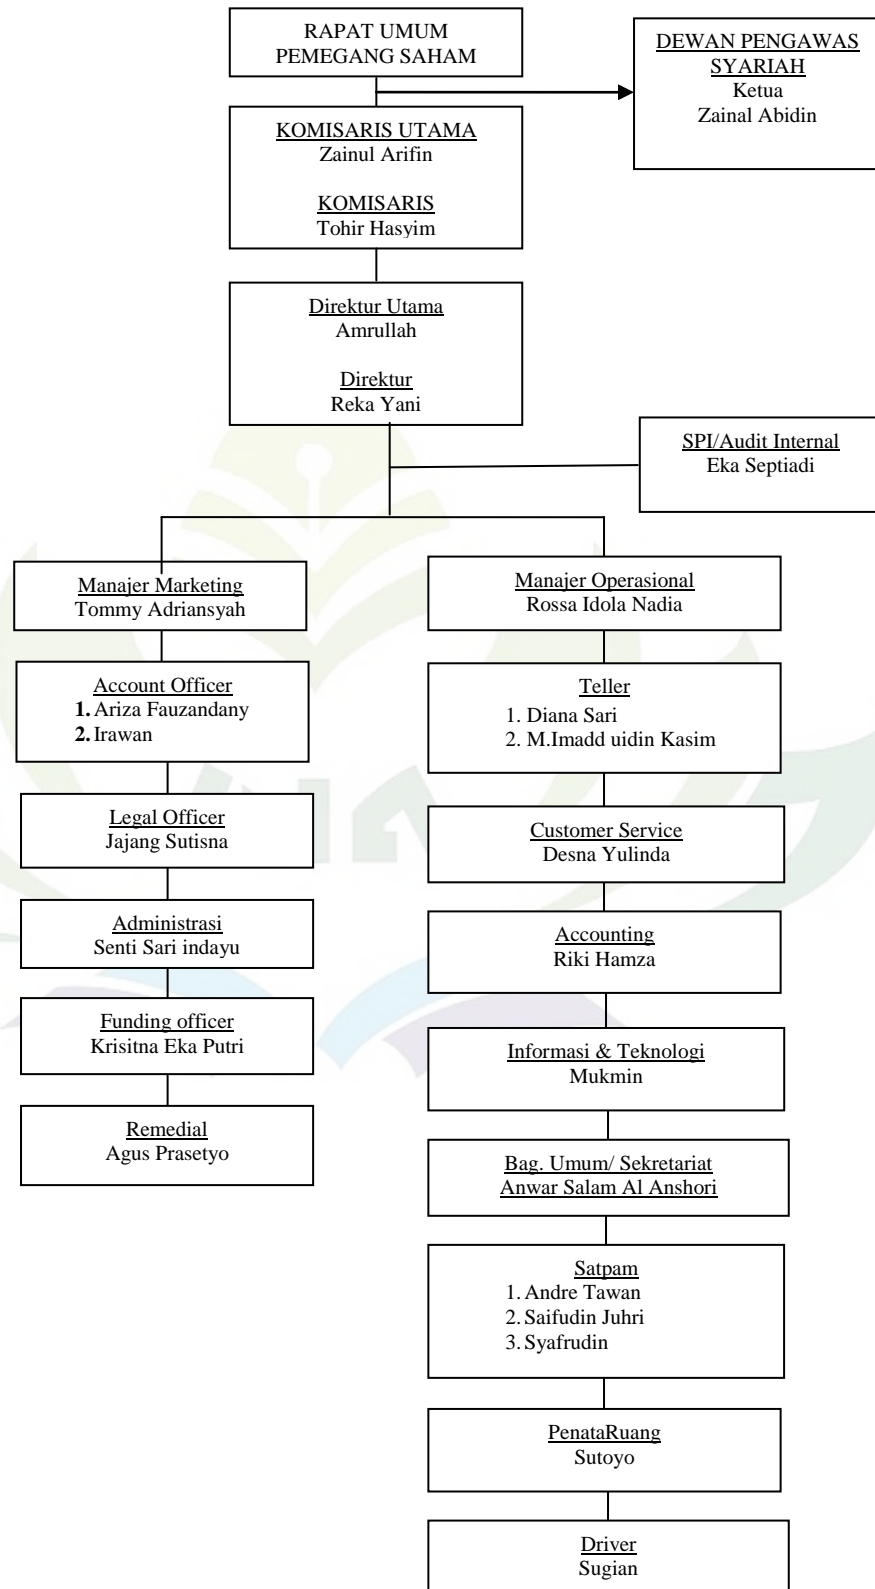 RAPAT UMUM
PEMEGANG SAHAM
DEWAN PENGAWAS
SYARIAH
Ketua
Zainal Abidin
KOMISARIS UTAMA
Zainul Arifin
KOMISARIS
Tohir Hasyim
Direktur Utama
Amrullah
Direktur
Reka Yani
SPI/Audit Internal
Eka Septiadi
Manajer Marketing
Tommy Adriansyah
Account Officer
1. Ariza Fauzandany
2. Irawan
Legal Officer
Jajang Sutisna
Administrasi
Senti Sari indayu
Funding officer
Krisitna Eka Putri
Remedial
Agus Prasetyo
Manajer Operasional
Rossa Idola Nadia
Teller
1. Diana Sari
2. M.Imadd uidin Kasim
Customer Service
Desna Yulinda
Accounting
Riki Hamza
Informasi & Teknologi
Mukmin
Bag. Umum/ Sekretariat
Anwar Salam Al Anshori
Satpam
1. Andre Tawan
2. Saifudin Juhri
3. Syafrudin
PenataRuang
Sutoyo
Driver
Sugian